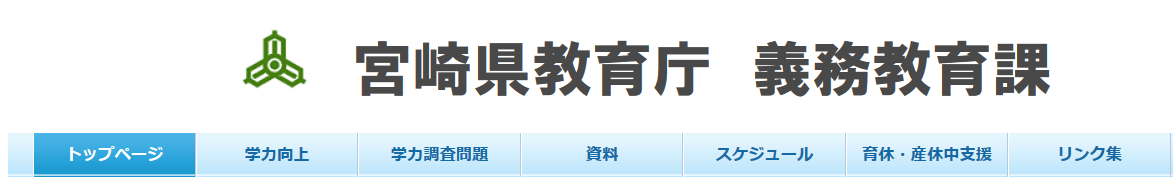 宮崎県教育庁　義務教育課
トップページ 学力向上 学力調査問題 資料 スケジュール 育休・産休中支援 リンク集